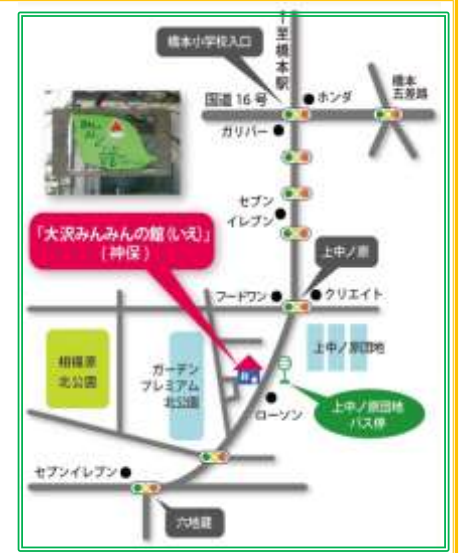 ↑至橋本駅
橋本小学校入口
国道16号
ホンダ
橋本
五差路
ガリバー
セブン
イレブン
「大沢みんみんの館(いえ)」
(神保)
上中ノ原
フードワン
クリエイト
相模原
北公園
ガーデン
プレミアム
北公園
上中ノ原団地
ローソン
上中ノ原団地
バス停
セブンイレブン
六地蔵